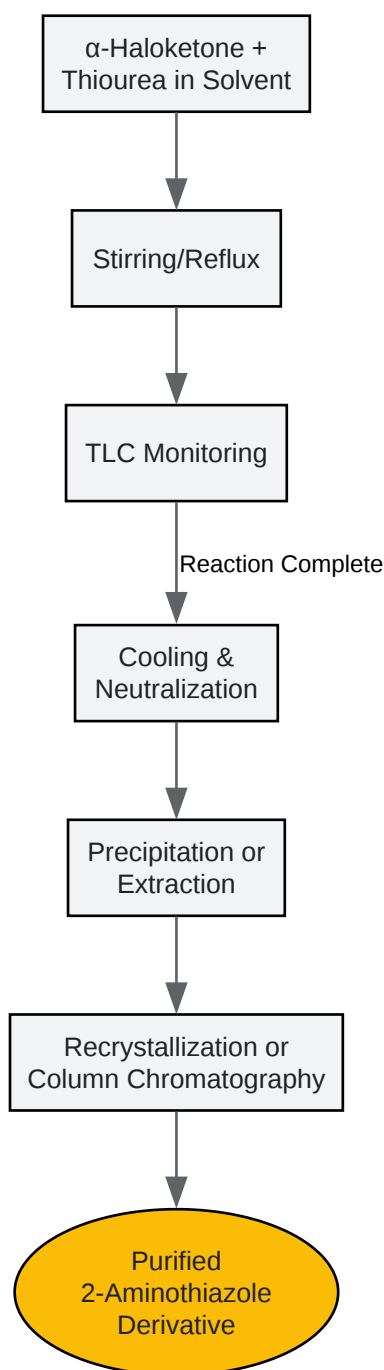 α-Haloketone +
Thiourea in Solvent
Stirring/Reflux
TLC Monitoring
Reaction Complete
Cooling &
Neutralization
Precipitation or
Extraction
Recrystallization or
Column Chromatography
Purified
2-Aminothiazole
Derivative